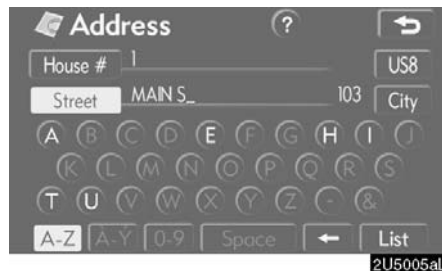 Address ?
House # 1 US8
Street MAIN S_ 103 City
A B C D E F G H I J
K L M N O P Q R S
T U V W X Y Z - &
A-Z À-Ý 0-9 Space ← List
2U5005al